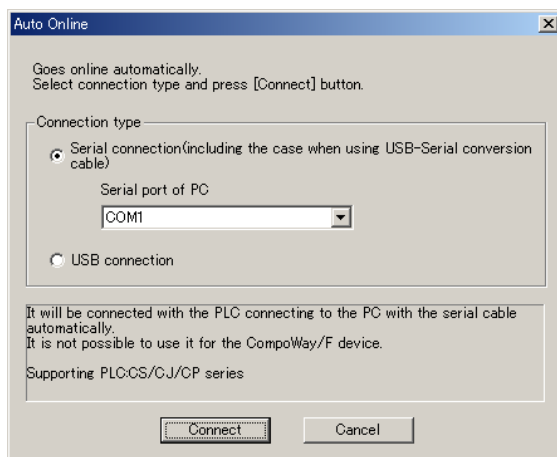 Auto Online
Goes online automatically.
Select connection type and press [Connect] button.
Connection type
Serial connection(including the case when using USB-Serial conversion
cable)
Serial port of PC
COM1
USB connection
It will be connected with the PLC connecting to the PC with the serial cable
automatically.
It is not possible to use it for the CompoWay/F device.
Supporting PLC:CS/CJ/CP series
Connect
Cancel